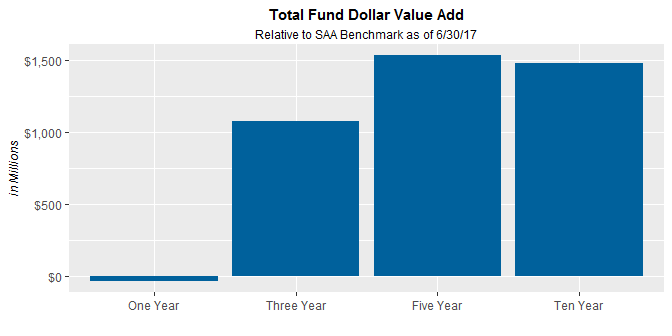 Total Fund Dollar Value Add
Relative to SAA Benchmark as of 6/30/17
$1,500
$1,000
$500
$0
in Millions
One Year Three Year Five Year Ten Year